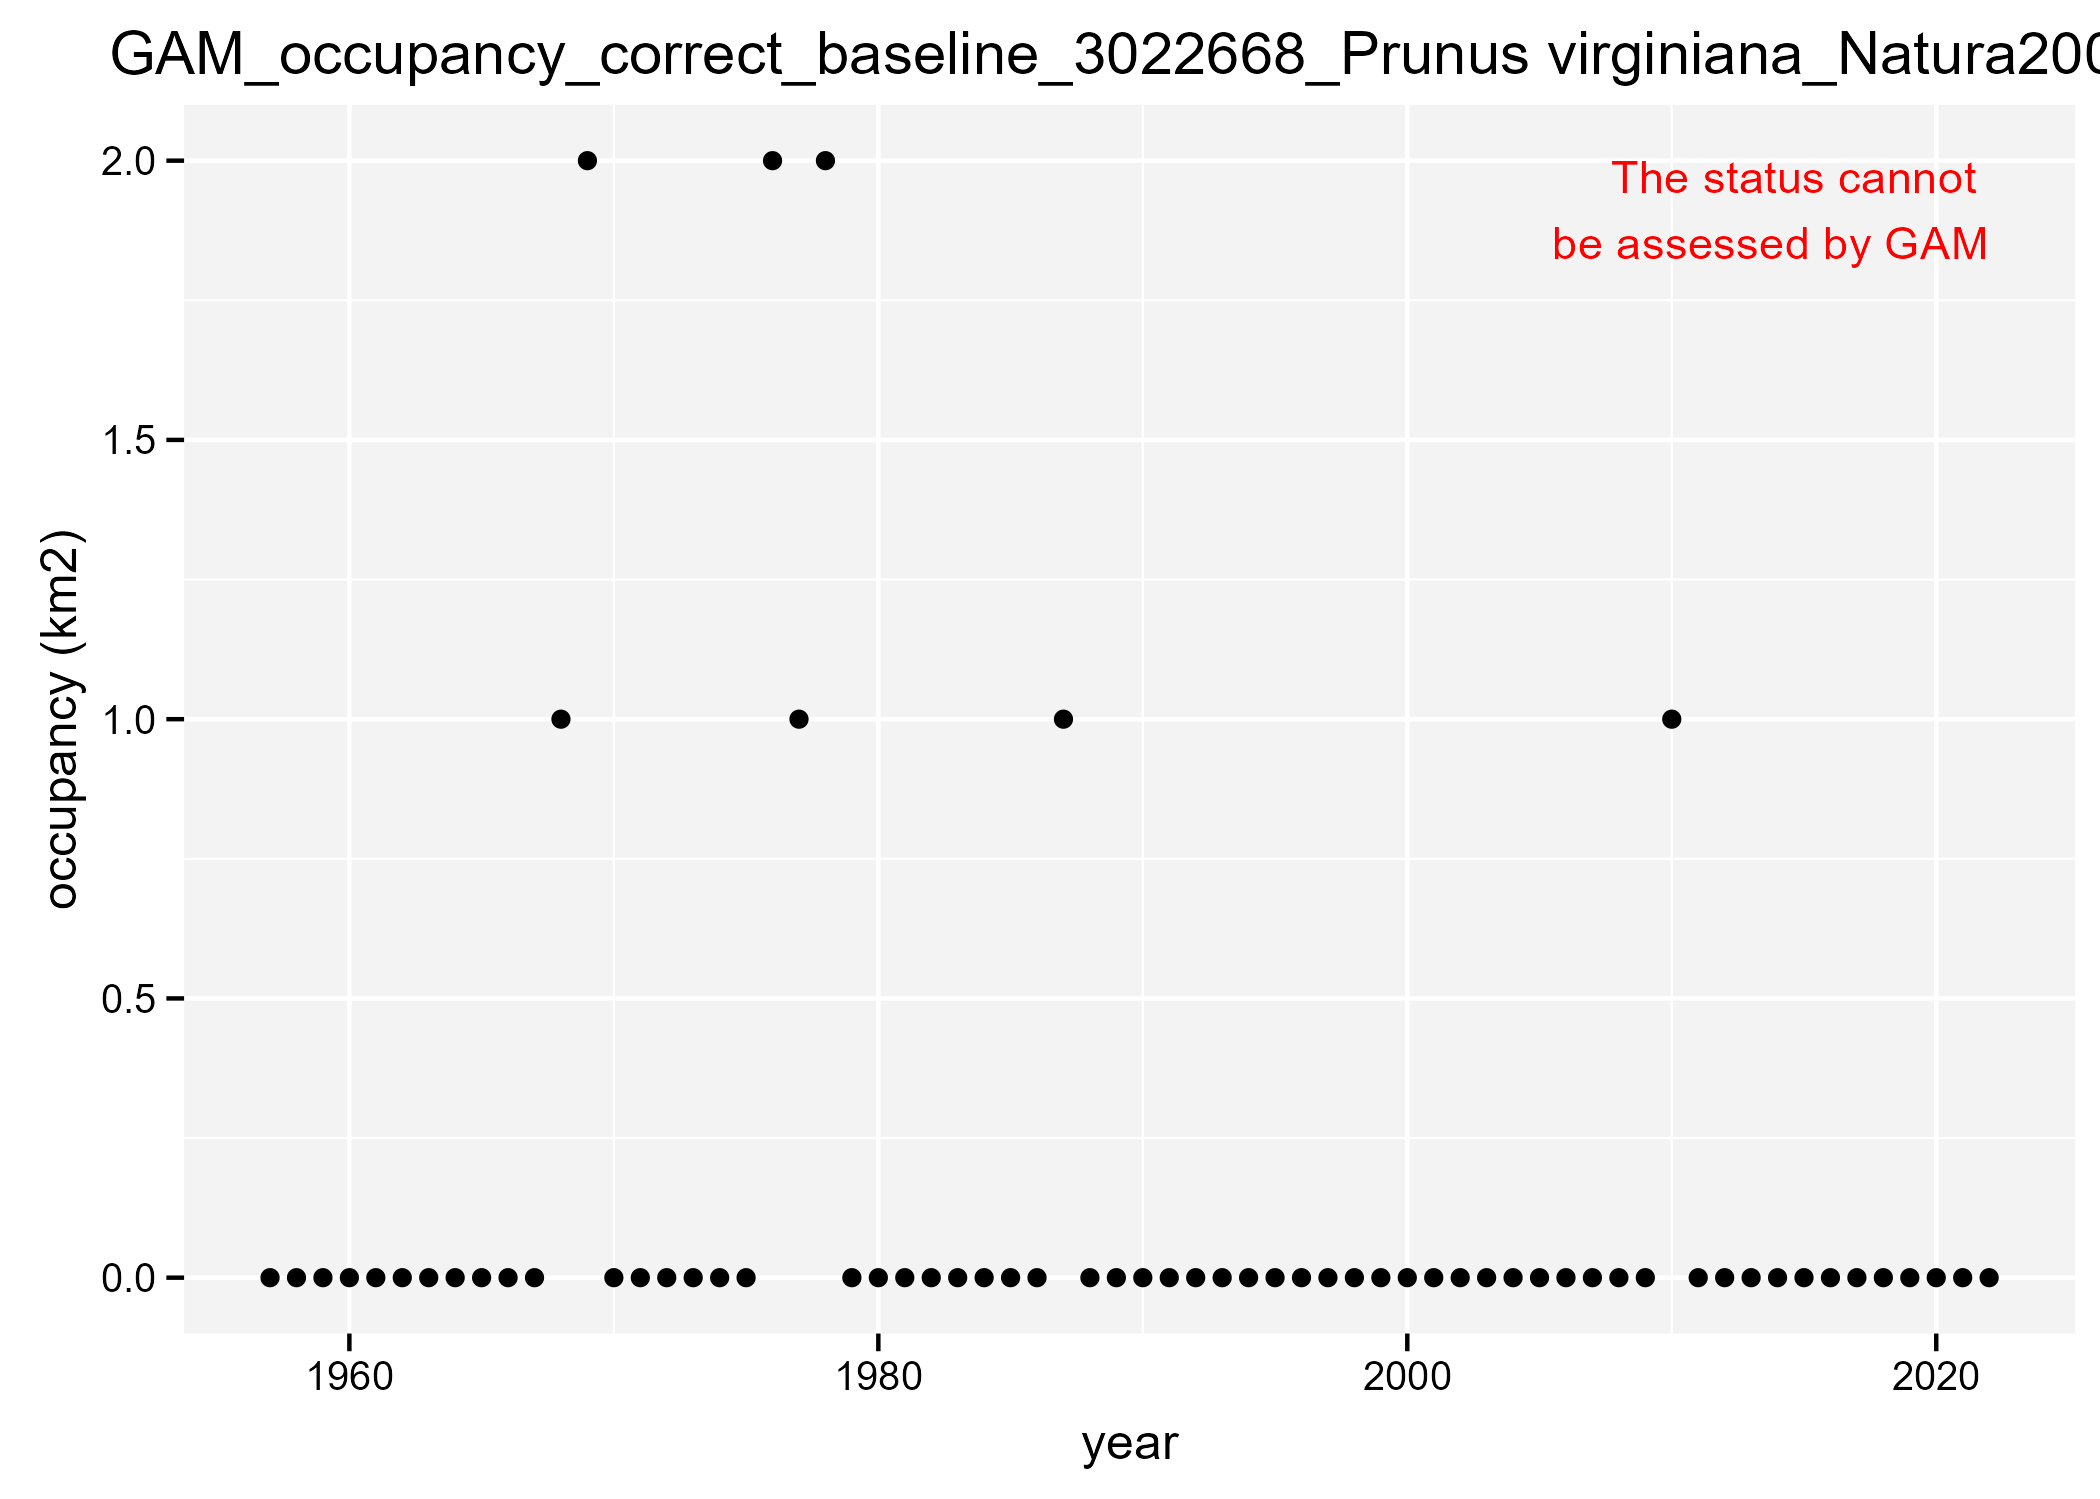 GAM_occupancy_correct_baseline_3022668_Prunus virginiana_Natura200
2.0
The status cannot
be assessed by GAM
1.5
occupancy (km2)
1.0
0.5
0.0
1960 1980 2000 2020
year